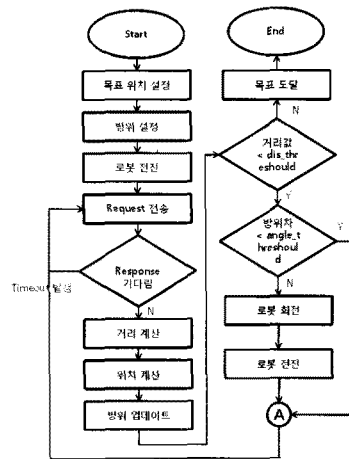 Start
목표 위치 설정
방위 설정
로봇 전진
Request 전송
Response
기다림
Timeout 발생
N
거리 계산
위치 계산
방위 업데이트
End
목표 도달
N
거리값
< dis_thr
eshould
Y
방위차
< angle_t
hreshoul
d
Y
N
로봇 회전
로봇 전진
A